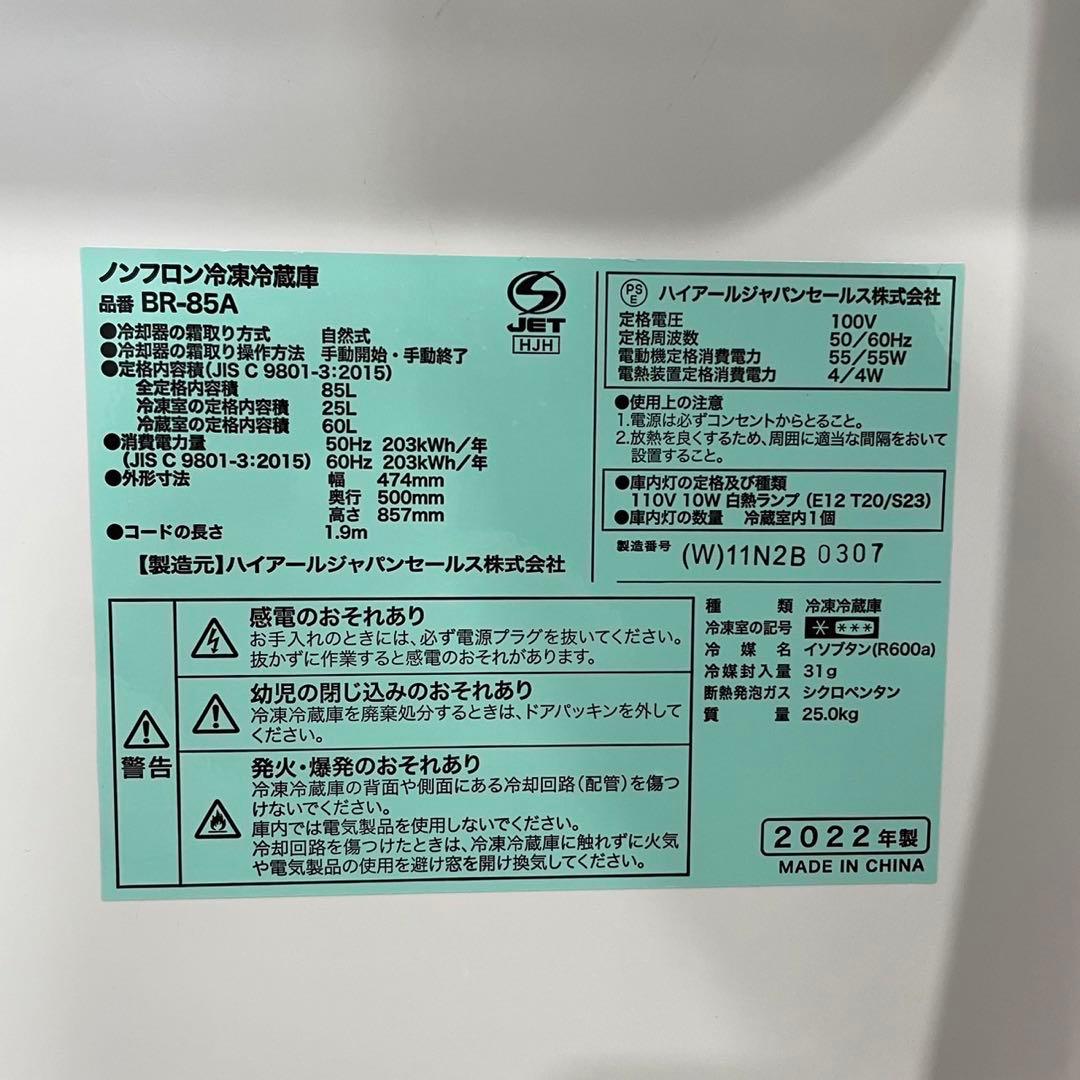 ノンフロン冷凍冷蔵庫
品番 BR-85A
●冷却器の霜取り方式 自然式
●冷却器の霜取り操作方法 手動開始・手動終了
●定格内容積(JIS C 9801-3:2015)
全定格内容積 85L
冷凍室の定格内容積 25L
冷蔵室の定格内容積 60L
●消費電力量 50Hz 203kWh/年
(JIS C 9801-3:2015) 60Hz 203kWh/年
●外形寸法 幅 474mm
奥行 500mm
高さ 857mm
●コードの長さ 1.9m
【製造元】ハイアールジャパンセールス株式会社
JET
HJH
PS E ハイアールジャパンセールス株式会社
定格電圧 100V
定格周波数 50/60Hz
電動機定格消費電力 55/55W
電熱装置定格消費電力 4/4W
●使用上の注意
1.電源は必ずコンセントからとること。
2.放熱を良くするため、周囲に適当な間隔をおいて
設置すること。
●庫内灯の定格及び種類
110V 10W 白熱ランプ (E12 T20/S23)
●庫内灯の数量 冷蔵室内1個
製造番号 (W)11N2B 0307
警告
感電のおそれあり
お手入れのときには、必ず電源プラグを抜いてください。
抜かずに作業すると感電のおそれがあります。
幼児の閉じ込みのおそれあり
冷凍冷蔵庫を廃棄処分するときは、ドアパッキンを外して
ください。
発火・爆発のおそれあり
冷凍冷蔵庫の背面や側面にある冷却回路(配管)を傷つ
けないでください。
庫内では電気製品を使用しないでください。
冷却回路を傷つけたときは、冷凍冷蔵庫に触れずに火気
や電気製品の使用を避け窓を開け換気してください。
種類 冷凍冷蔵庫
冷凍室の記号 * ***
冷媒名 イソブタン(R600a)
冷媒封入量 31g
断熱発泡ガス シクロペンタン
質量 25.0kg
2022年製
MADE IN CHINA